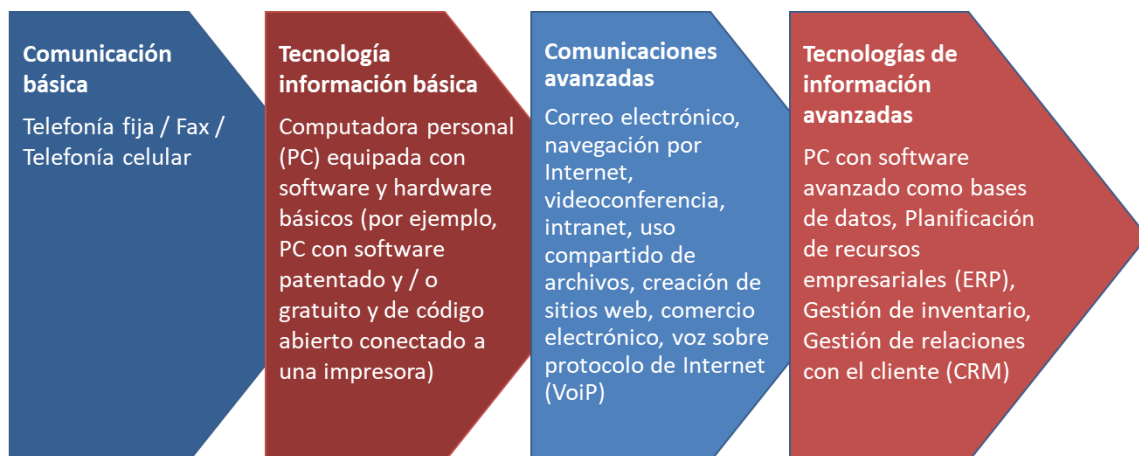 Comunicación
básica
Telefonía fija / Fax /
Telefonía celular
Tecnología
información básica
Computadora personal
(PC) equipada con
software y hardware
básicos (por ejemplo,
PC con software
patentado y / o
gratuito y de código
abierto conectado a
una impresora)
Comunicaciones
avanzadas
Correo electrónico,
navegación por
Internet,
videoconferencia,
intranet, uso
compartido de
archivos, creación de
sitios web, comercio
electrónico, voz sobre
protocolo de Internet
(VoiP)
Tecnologías de
información
avanzadas
PC con software
avanzado como bases
de datos, Planificación
de recursos
empresariales (ERP),
Gestión de inventario,
Gestión de relaciones
con el cliente (CRM)